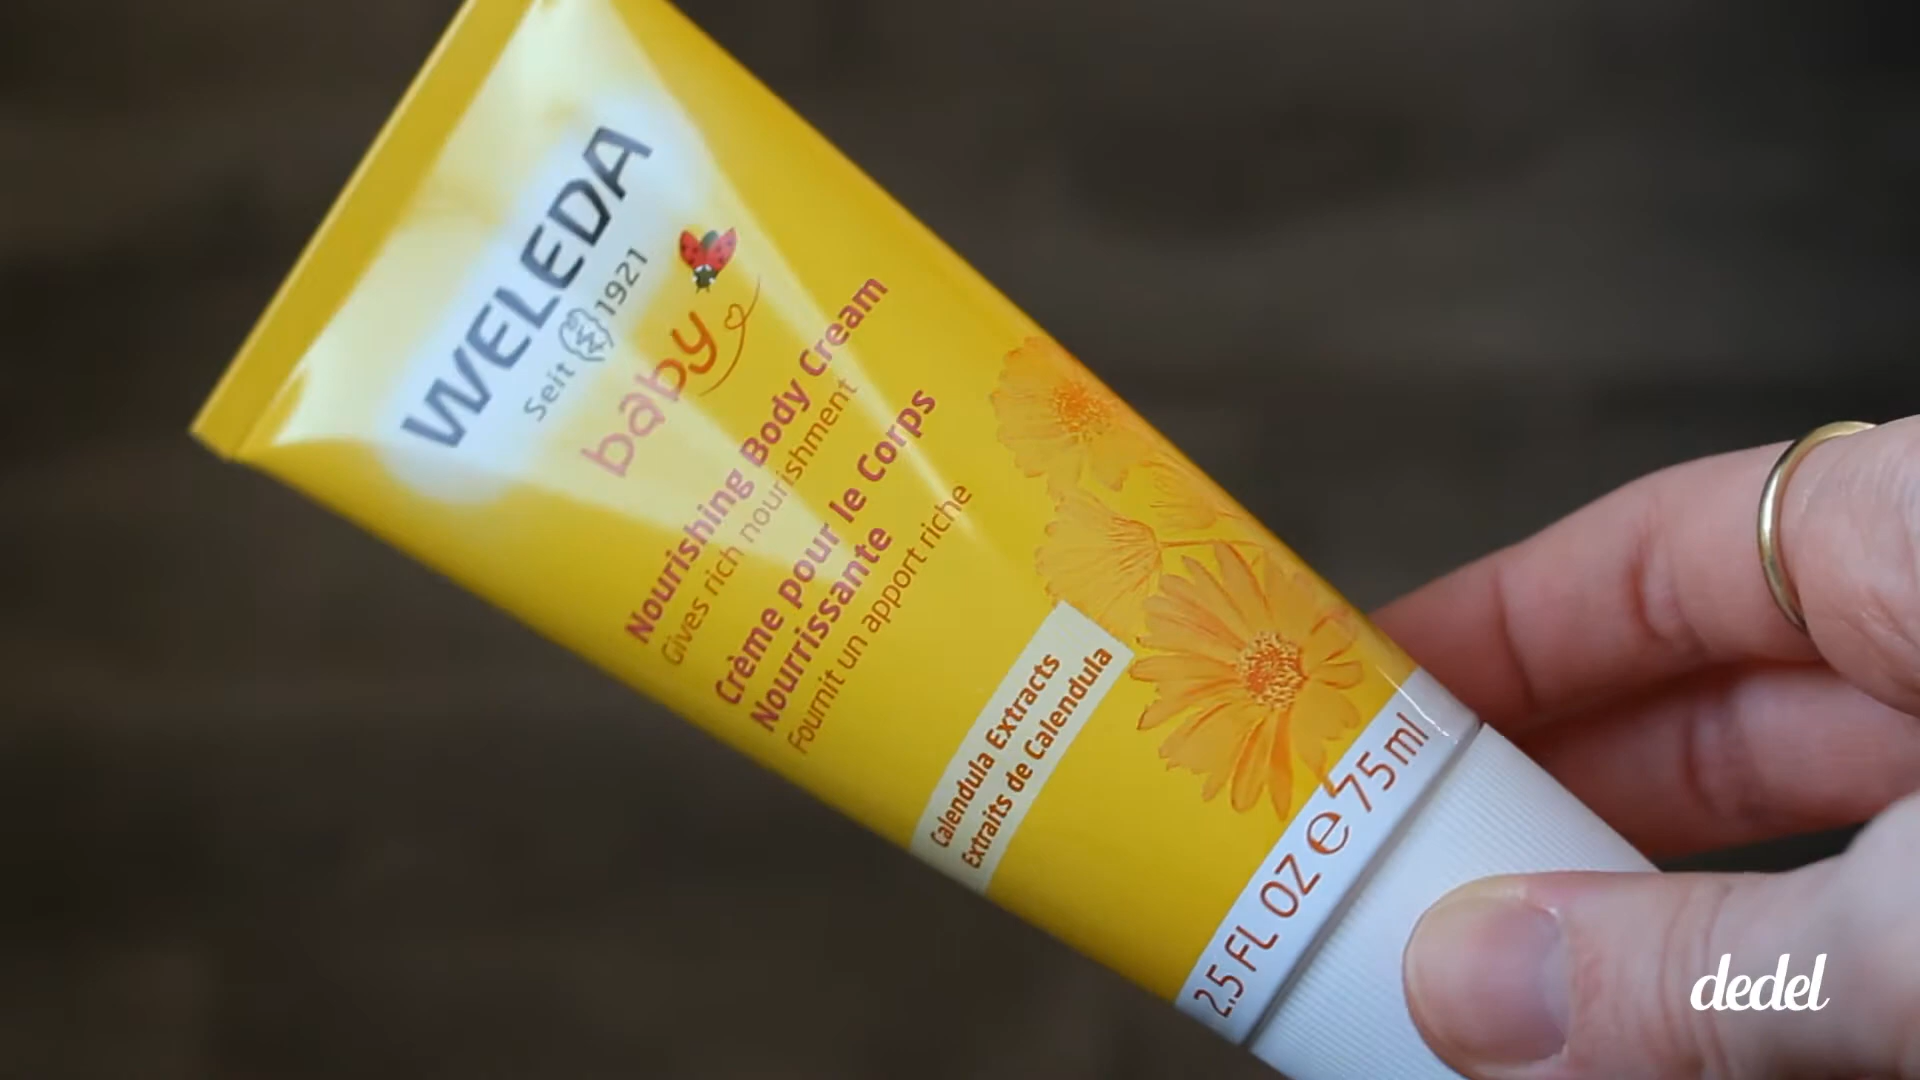 WELEDA
Seit 1921
baby
Nourishing Body Cream
Gives rich nourishment
Crème pour le Corps
Nourrissante
Fournit un apport riche
Calendula Extracts
Extraits de Calendula
2.5 FL OZ e 75 ml
dedel